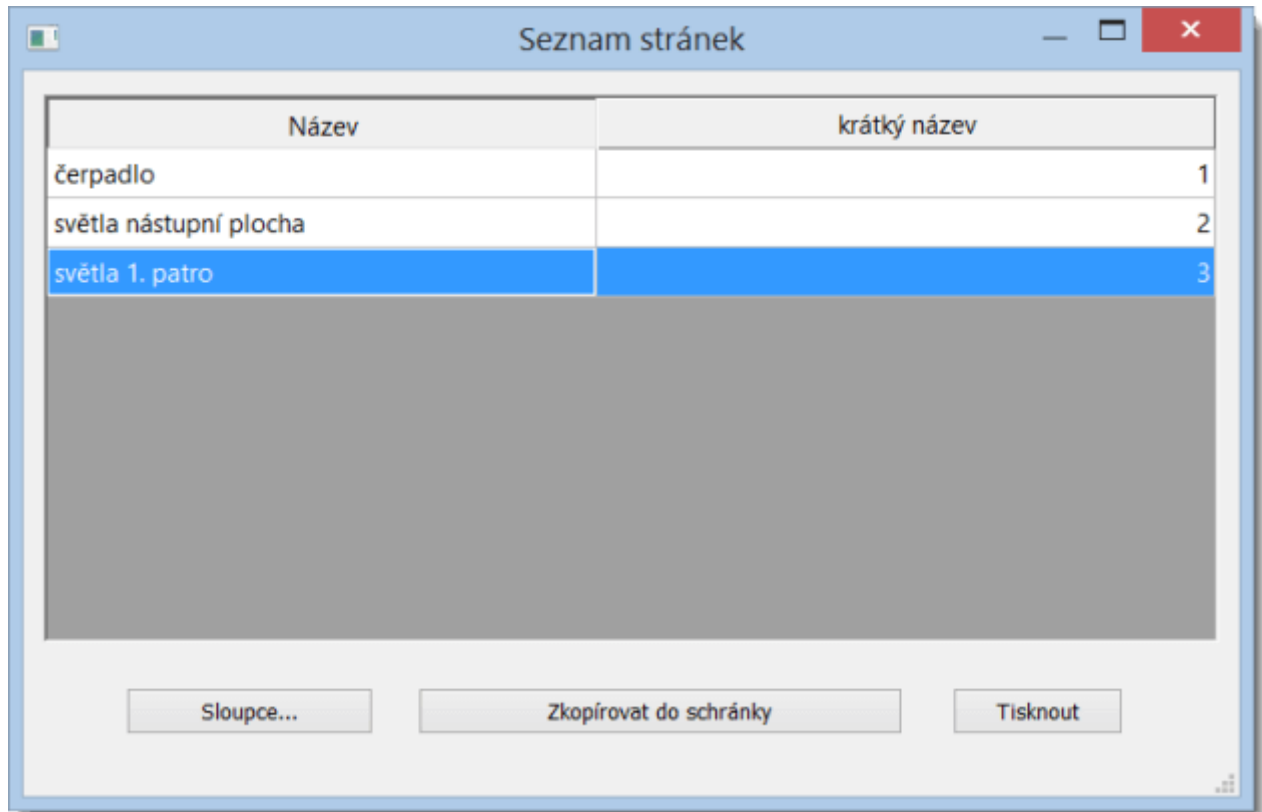 Seznam stránek
Název krátký název
čerpadlo 1
světla nástupní plocha 2
světla 1. patro 3
Sloupce... Zkopírovat do schránky Tisknout